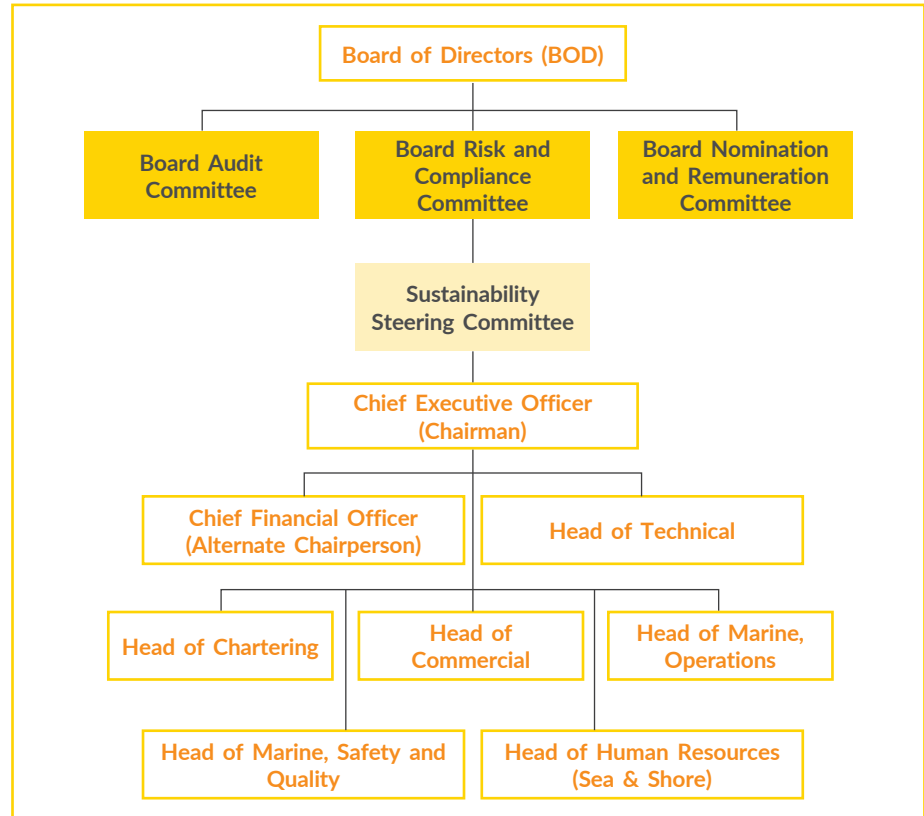 Board of Directors (BOD)
Board Audit
Committee
Board Risk and
Compliance
Committee
Board Nomination
and Remuneration
Committee
Sustainability
Steering Committee
Chief Executive Officer
(Chairman)
Chief Financial Officer
(Alternate Chairperson)
Head of Technical
Head of Chartering
Head of
Commercial
Head of Marine,
Operations
Head of Marine, Safety and
Quality
Head of Human Resources
(Sea & Shore)